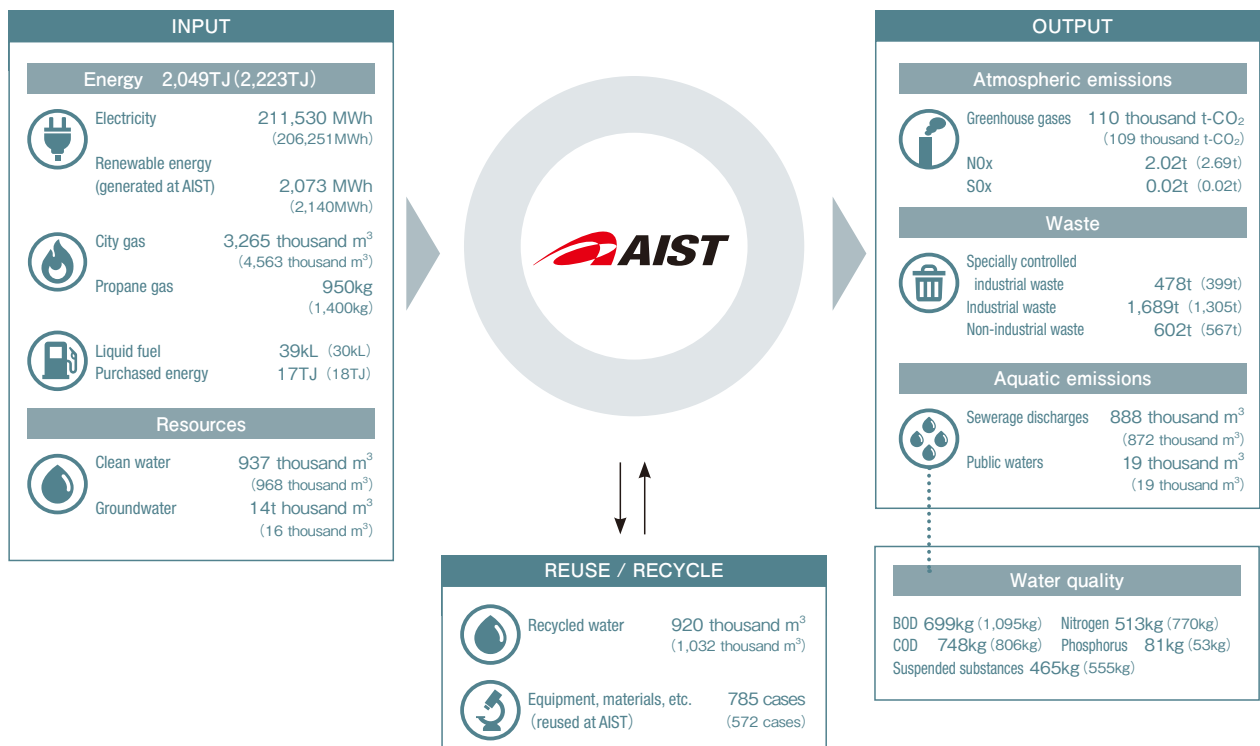 INPUT
Energy 2,049TJ(2,223TJ)
Electricity 211,530 MWh
(206,251MWh)
Renewable energy
(generated at AIST) 2,073 MWh
(2,140MWh)
City gas 3,265 thousand m³
(4,563 thousand m³)
Propane gas 950kg
(1,400kg)
Liquid fuel 39kL (30kL)
Purchased energy 17TJ (18TJ)
Resources
Clean water 937 thousand m³
(968 thousand m³)
Groundwater 14t housand m³
(16 thousand m³)
AIST
REUSE / RECYCLE
Recycled water 920 thousand m³
(1,032 thousand m³)
Equipment, materials, etc. 785 cases
(reused at AIST) (572 cases)
OUTPUT
Atmospheric emissions
Greenhouse gases 110 thousand t-CO₂
(109 thousand t-CO₂)
NOx 2.02t (2.69t)
SOx 0.02t (0.02t)
Waste
Specially controlled
industrial waste 478t (399t)
Industrial waste 1,689t (1,305t)
Non-industrial waste 602t (567t)
Aquatic emissions
Sewerage discharges 888 thousand m³
(872 thousand m³)
Public waters 19 thousand m³
(19 thousand m³)
Water quality
BOD 699kg (1,095kg) Nitrogen 513kg (770kg)
COD 748kg (806kg) Phosphorus 81kg (53kg)
Suspended substances 465kg (555kg)